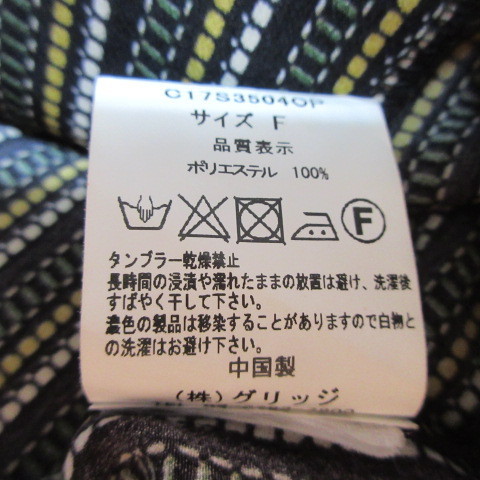 C17S3504OP
サイズ F
品質表示
ポリエステル 100%
F
タンブラー乾燥禁止
長時間の浸漬や濡れたままの放置は避け、洗濯後
すばやく干して下さい。
濃色の製品は移染することがありますので白物と
の洗濯はお避け下さい。
中国製
(株)グリッジ